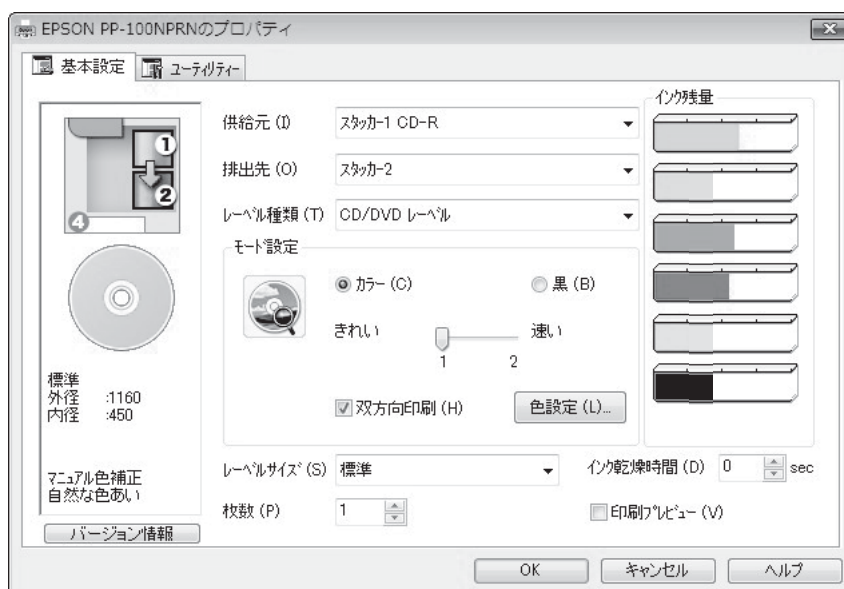 EPSON PP-100NPRNのプロパティ
基本設定 ユーティリティー
1
2
4
標準
外径 :1160
内径 :450
マニュアル色補正
自然な色あい
バージョン情報
供給元 (I) スタッカー1 CD-R
排出先 (O) スタッカー2
レーベル種類 (T) CD/DVD レーベル
モード設定
カラー (C) 黒 (B)
きれい 速い
1 2
双方向印刷 (H) 色設定 (L)...
レーベルサイズ (S) 標準
枚数 (P) 1
インク残量
インク乾燥時間 (D) 0 sec
印刷プレビュー (V)
OK キャンセル ヘルプ